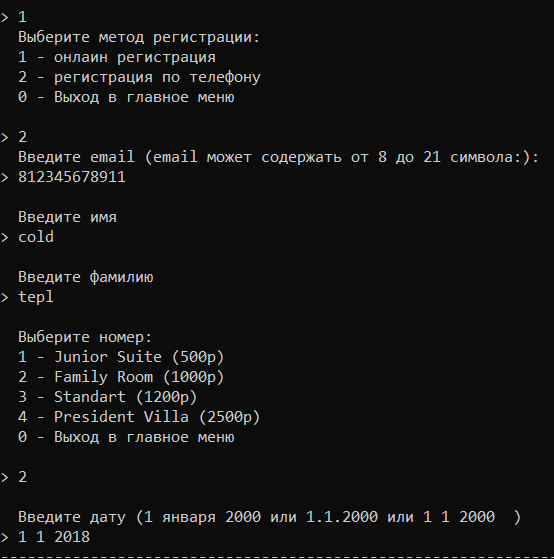 > 1
Выберите метод регистрации:
1 - онлаин регистрация
2 - регистрация по телефону
0 - Выход в главное меню
> 2
Введите email (email может содержать от 8 до 21 символа:):
> 812345678911
Введите имя
> cold
Введите фамилию
> tepl
Выберите номер:
1 - Junior Suite (500р)
2 - Family Room (1000р)
3 - Standart (1200р)
4 - President Villa (2500р)
0 - Выход в главное меню
> 2
Введите дату (1 января 2000 или 1.1.2000 или 1 1 2000  )
> 1 1 2018
--------------------------------------------------------------